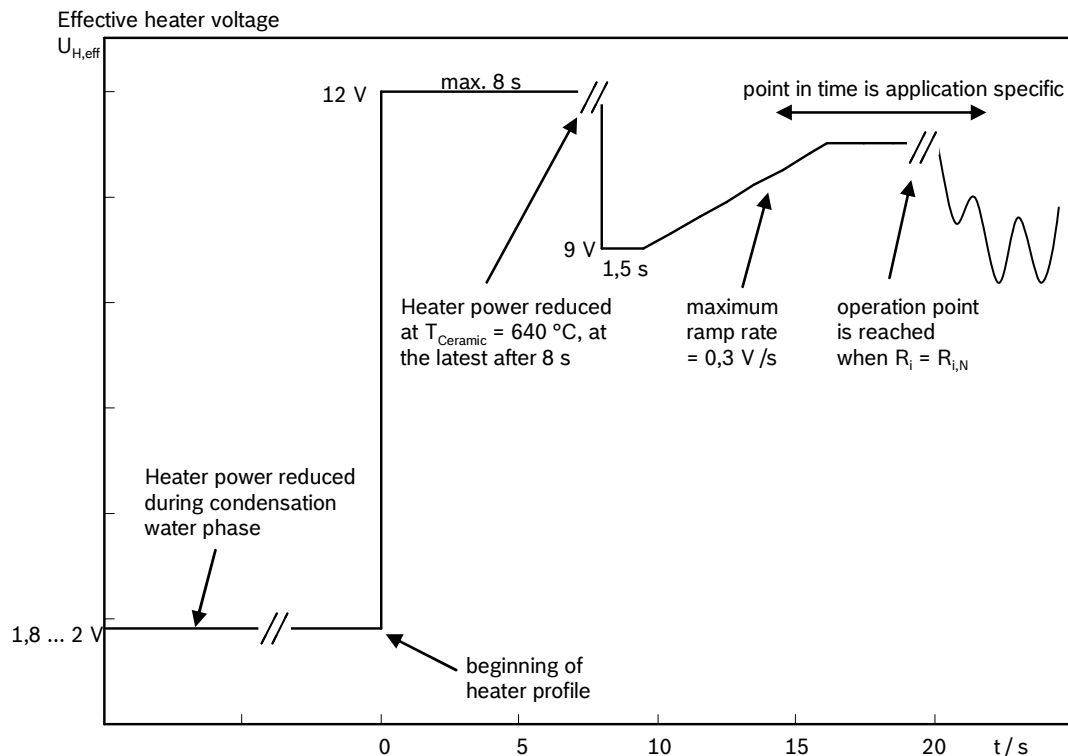 Effective heater voltage
U_H,eff
max. 8 s
12 V
point in time is application specific
9 V
1,5 s
Heater power reduced
at T_Ceramic = 640 °C, at
the latest after 8 s
maximum
ramp rate
= 0,3 V/s
operation point
is reached
when R_i = R_i,N
Heater power reduced
during condensation
water phase
1,8 ... 2 V
beginning of
heater profile
0 5 10 15 20 t/s